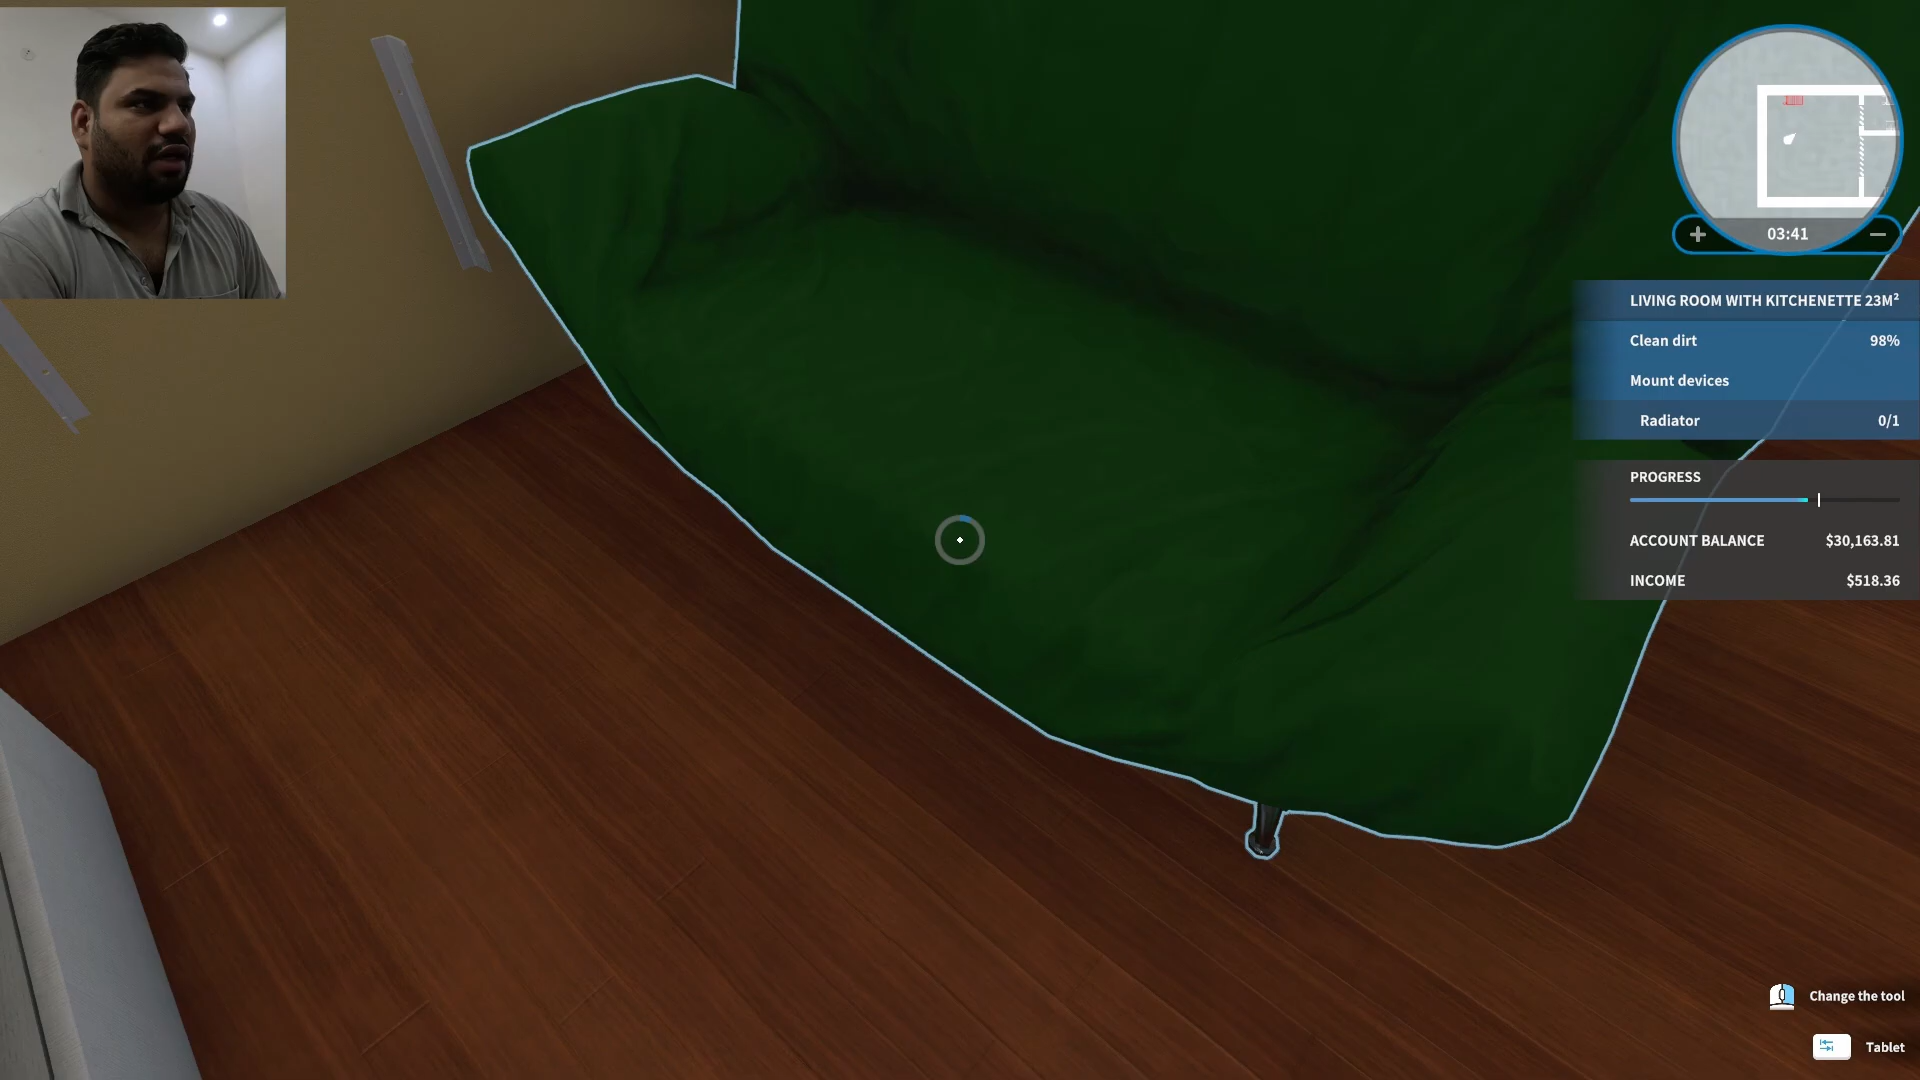 03:41
LIVING ROOM WITH KITCHENETTE 23M²
Clean dirt 98%
Mount devices
Radiator 0/1
PROGRESS
ACCOUNT BALANCE $30,163.81
INCOME $518.36
Change the tool
Tablet